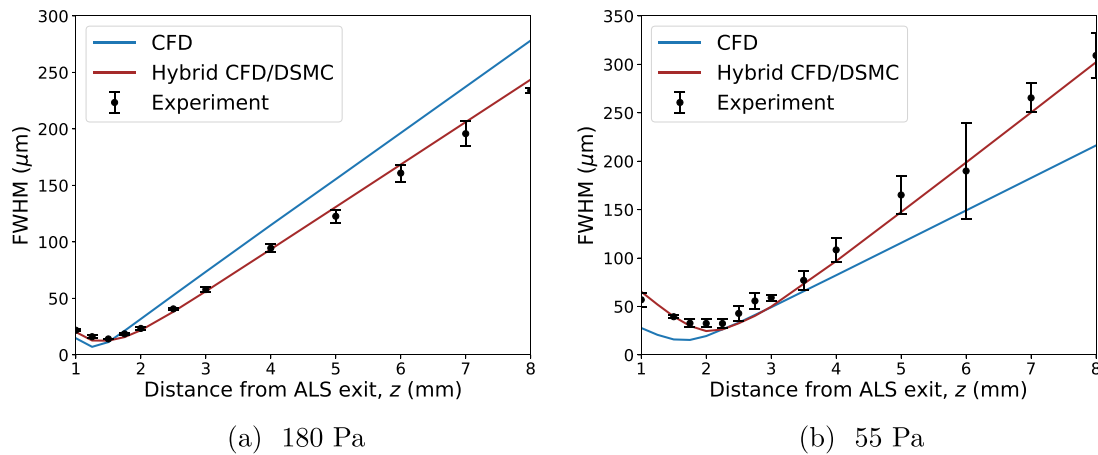 300
250
200
150
100
50
0
FWHM (μm)
CFD
Hybrid CFD/DSMC
Experiment
1 2 3 4 5 6 7 8
Distance from ALS exit, z (mm)
(a) 180 Pa
350
300
250
200
150
100
50
0
FWHM (μm)
CFD
Hybrid CFD/DSMC
Experiment
1 2 3 4 5 6 7 8
Distance from ALS exit, z (mm)
(b) 55 Pa